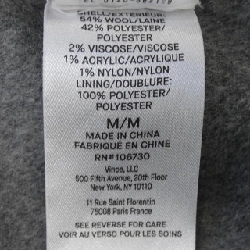 SHELL/EXTERIEUR:
54% WOOL/LAINE
42% POLYESTER/
POLYESTER
2% VISCOSE/VISCOSE
1% ACRYLIC/ACRYLIQUE
1% NYLON/NYLON
LINING/DOUBLURE:
100% POLYESTER/
POLYESTER
M/M
MADE IN CHINA
FABRIQUÉ EN CHINE
RN#106730
Vince, LLC
500 Fifth Avenue, 20th Floor
New York, NY 10110
11 Rue Saint Florentin
75008 Paris France
SEE REVERSE FOR CARE
VOIR AU VERSO POUR LES SOINS